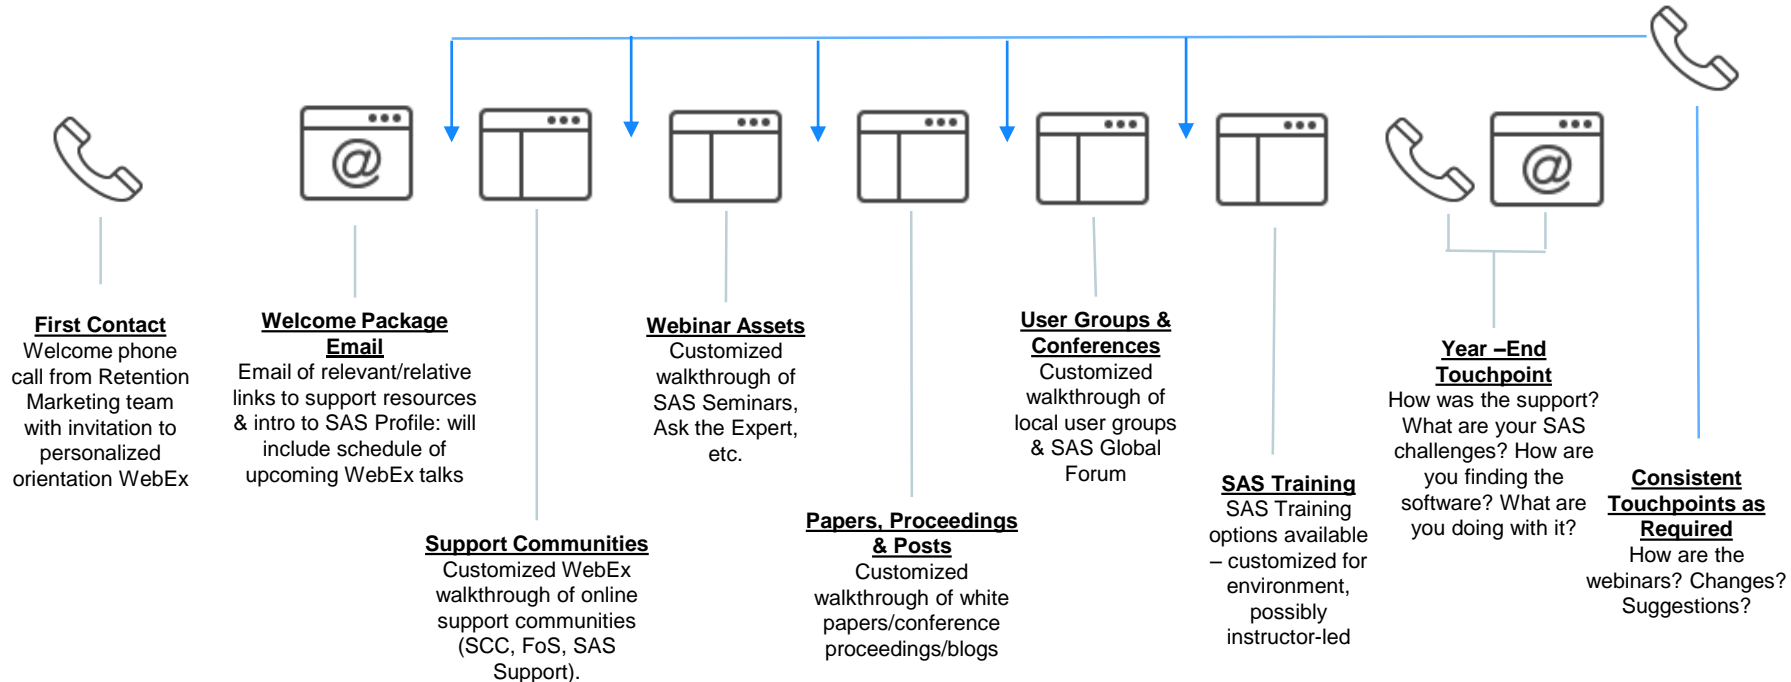 First Contact
Welcome phone
call from Retention
Marketing team
with invitation to
personalized
orientation WebEx
Welcome Package
Email
Email of relevant/relative
links to support resources
& intro to SAS Profile: will
include schedule of
upcoming WebEx talks
Support Communities
Customized WebEx
walkthrough of online
support communities
(SCC, FoS, SAS
Support).
Webinar Assets
Customized
walkthrough of
SAS Seminars,
Ask the Expert,
etc.
Papers, Proceedings
& Posts
Customized
walkthrough of white
papers/conference
proceedings/blogs
User Groups &
Conferences
Customized
walkthrough of
local user groups
& SAS Global
Forum
SAS Training
SAS Training
options available
– customized for
environment,
possibly
instructor-led
Year –End
Touchpoint
How was the support?
What are your SAS
challenges? How are
you finding the
software? What are
you doing with it?
Consistent
Touchpoints as
Required
How are the
webinars? Changes?
Suggestions?
@
@